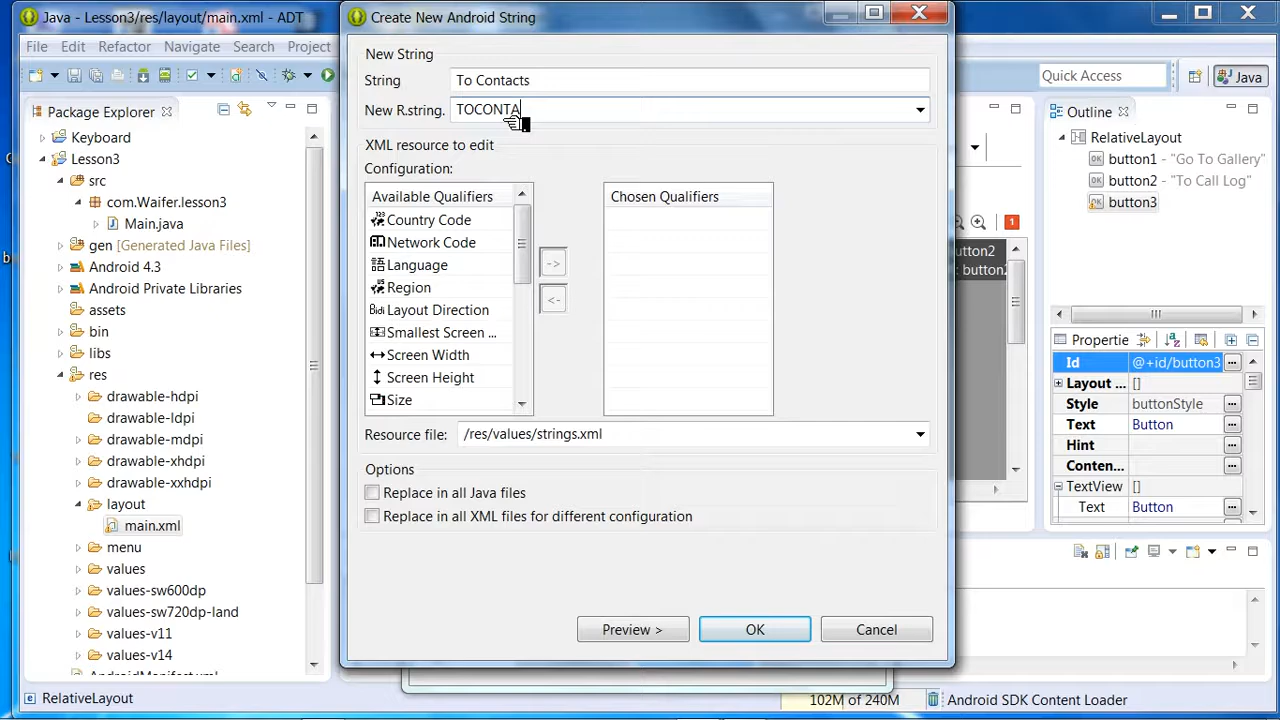 Java - Lesson3/res/layout/main.xml - ADT
Create New Android String
File Edit Refactor Navigate Search Project
Quick Access
Java
Package Explorer
Keyboard
Lesson3
src
com.Waifer.lesson3
Main.java
gen [Generated Java Files]
Android 4.3
Android Private Libraries
assets
bin
libs
res
drawable-hdpi
drawable-ldpi
drawable-mdpi
drawable-xhdpi
drawable-xxhdpi
layout
main.xml
menu
values
values-sw600dp
values-sw720dp-land
values-v11
values-v14
AndroidManifest.xml
New String
String To Contacts
New R.string. TOCONTA
XML resource to edit
Configuration:
Available Qualifiers
Country Code
Network Code
Language
Region
Layout Direction
Smallest Screen ...
Screen Width
Screen Height
Size
->
<-
Chosen Qualifiers
Resource file: /res/values/strings.xml
Options
Replace in all Java files
Replace in all XML files for different configuration
Preview >
OK
Cancel
1
button2
: button2
Outline
RelativeLayout
button1 - "Go To Gallery"
button2 - "To Call Log"
button3
Propertie
Id @+id/button3
Layout ... []
Style buttonStyle
Text Button
Hint
Conten...
TextView []
Text Button
RelativeLayout
102M of 240M
Android SDK Content Loader